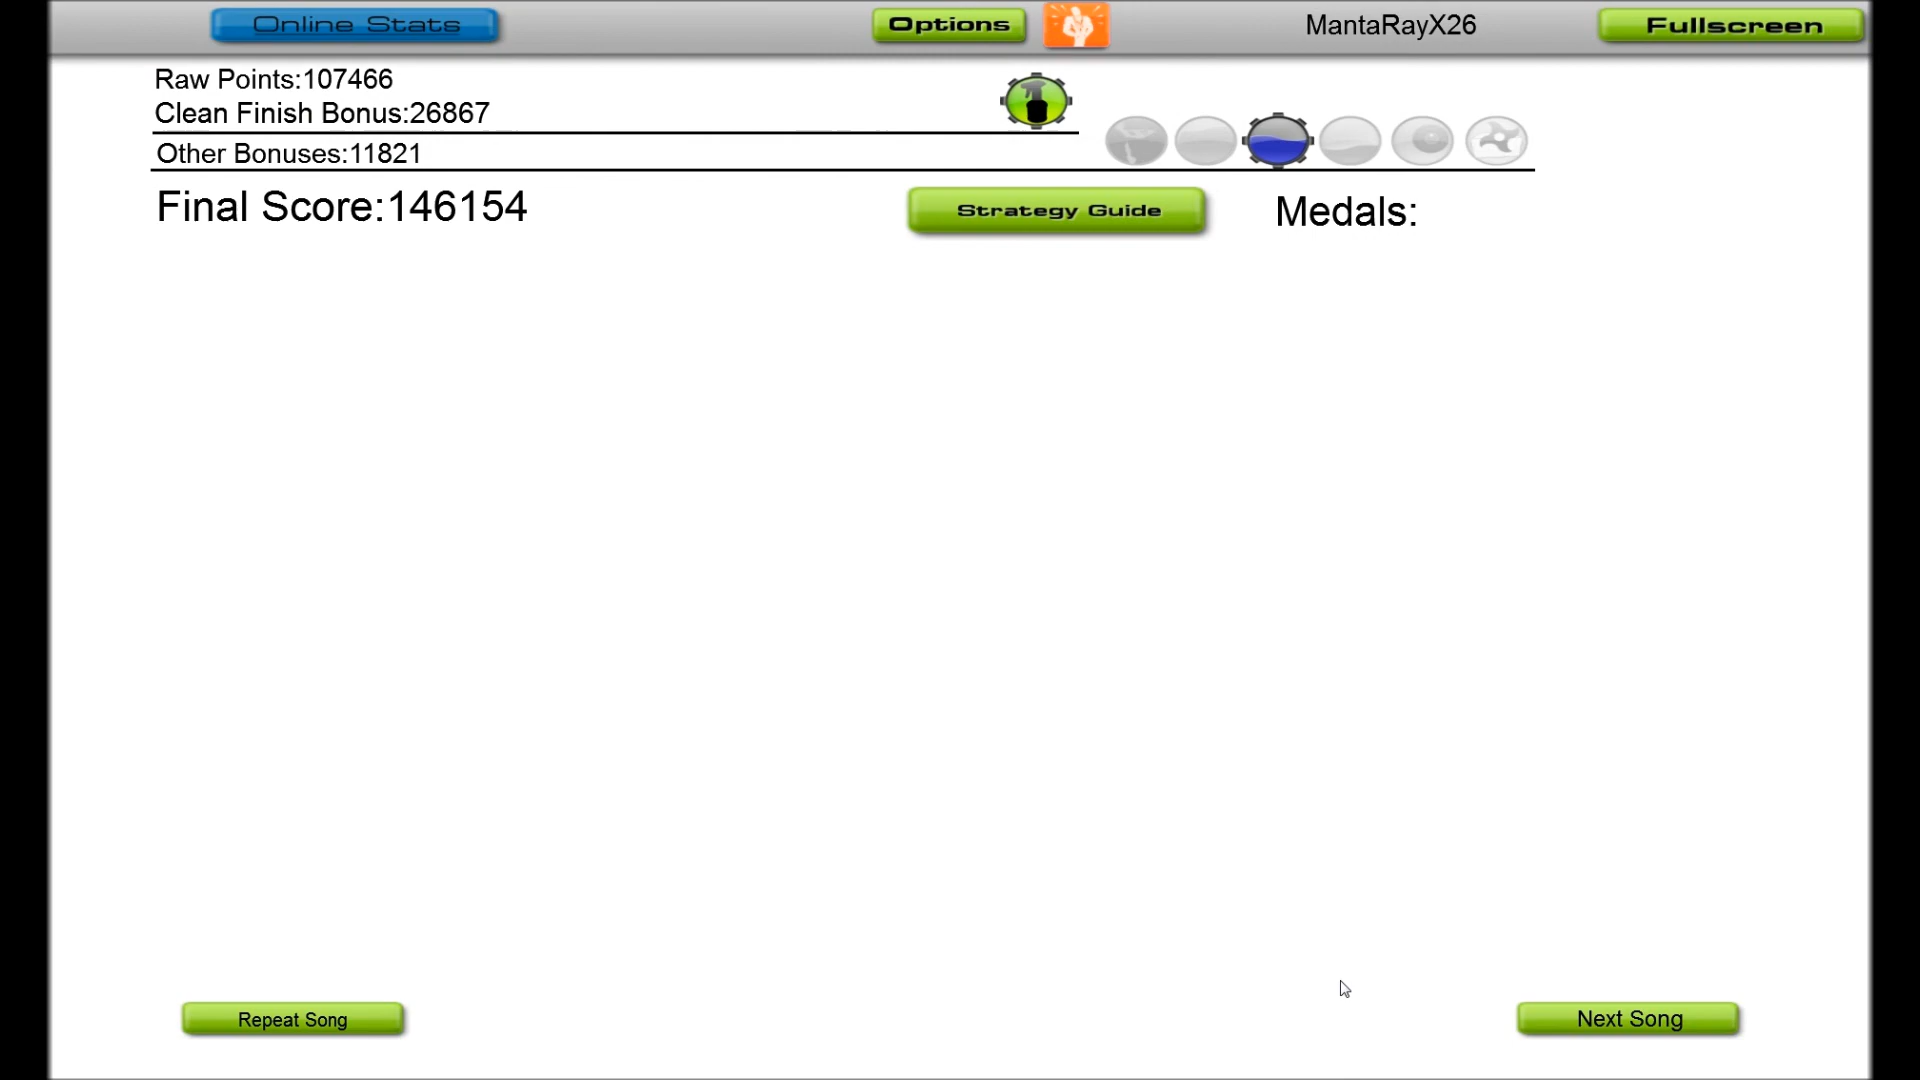 Online Stats
Options
MantaRayX26
Fullscreen
Raw Points:107466
Clean Finish Bonus:26867
Other Bonuses:11821
Final Score:146154
Strategy Guide
Medals:
Repeat Song
Next Song